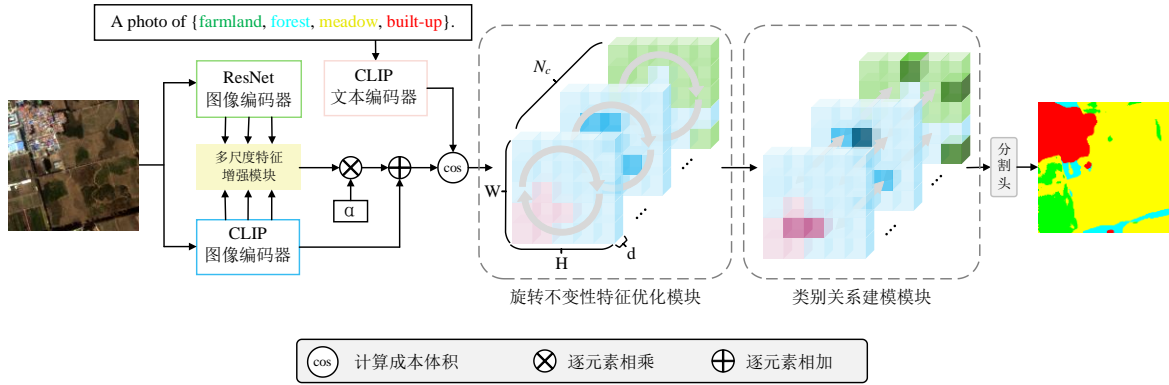 A photo of {farmland, forest, meadow, built-up}.
ResNet
图像编码器
CLIP
文本编码器
多尺度特征
增强模块
α
cos
CLIP
图像编码器
N_c
W
H
d
...
...
旋转不变性特征优化模块
...
...
类别关系建模模块
分割头
cos 计算成本体积
逐元素相乘
逐元素相加